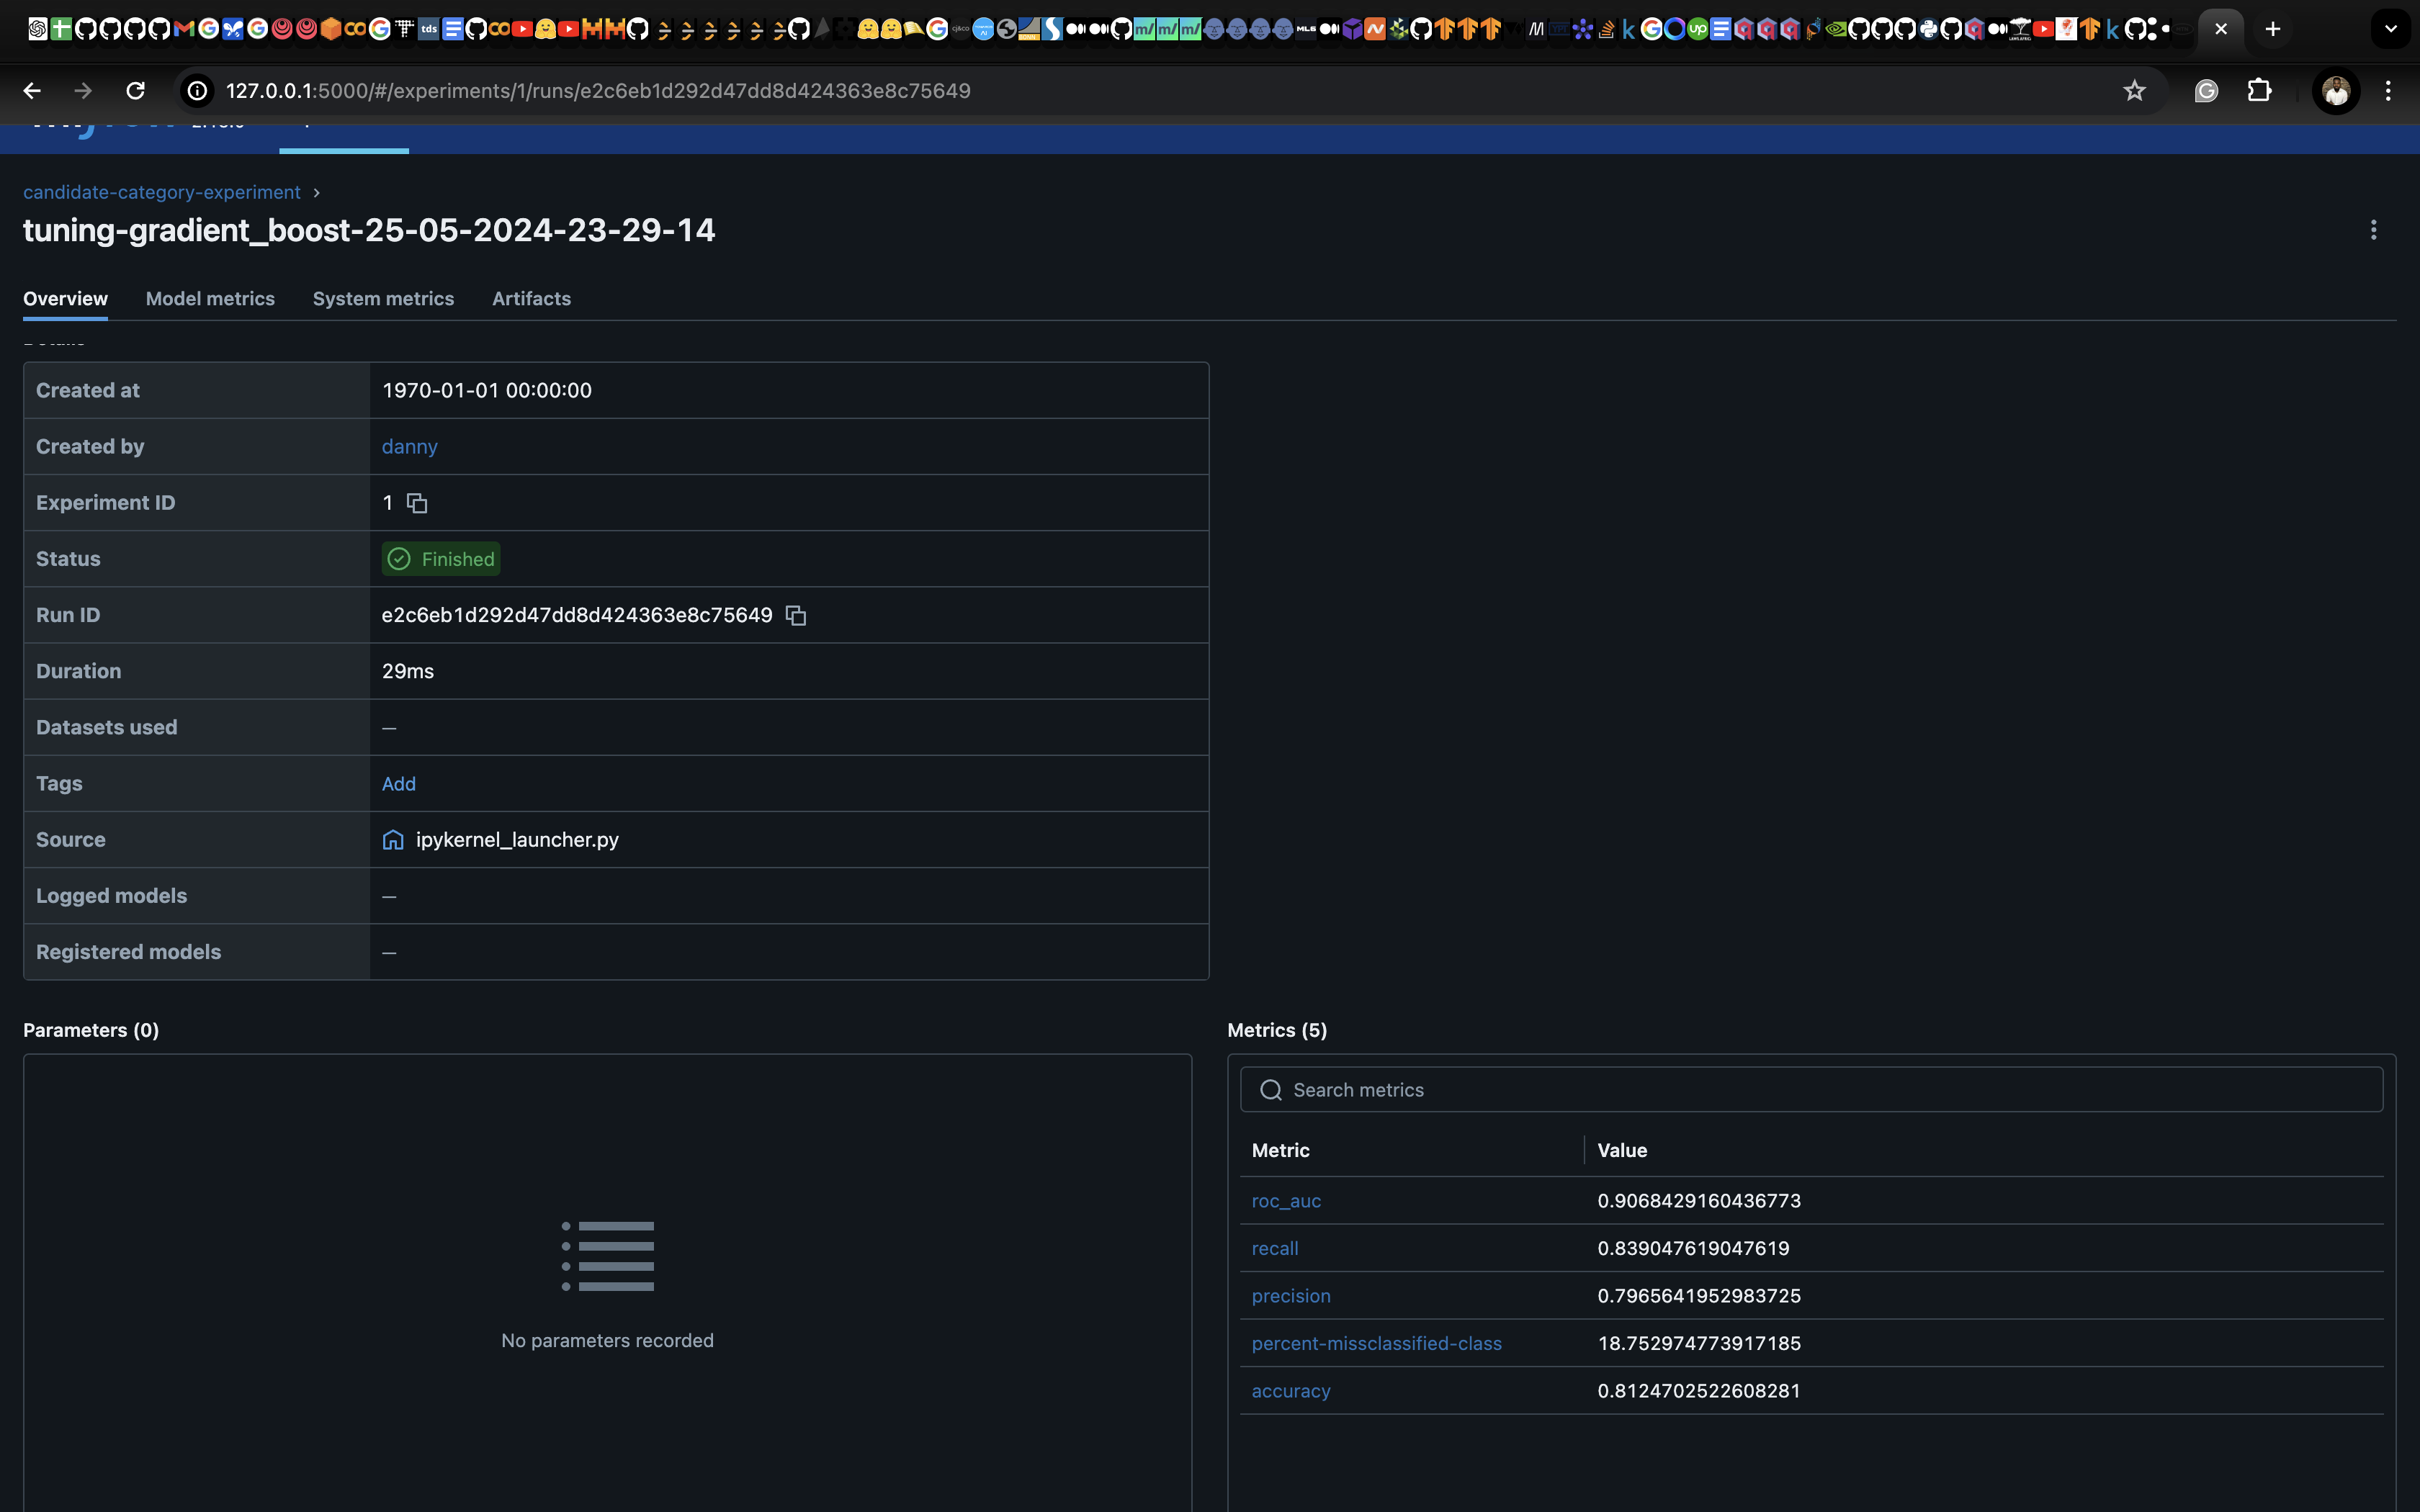 127.0.0.1:5000/#/experiments/1/runs/e2c6eb1d292d47dd8d424363e8c75649
candidate-category-experiment
tuning-gradient_boost-25-05-2024-23-29-14
Overview Model metrics System metrics Artifacts
Created at 1970-01-01 00:00:00
Created by danny
Experiment ID 1
Status Finished
Run ID e2c6eb1d292d47dd8d424363e8c75649
Duration 29ms
Datasets used —
Tags Add
Source ipykernel_launcher.py
Logged models —
Registered models —
Parameters (0)
No parameters recorded
Metrics (5)
Search metrics
Metric Value
roc_auc 0.9068429160436773
recall 0.839047619047619
precision 0.7965641952983725
percent-missclassified-class 18.752974773917185
accuracy 0.8124702522608281